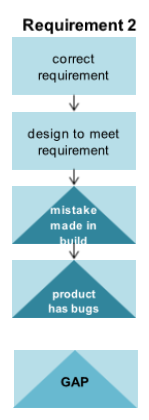 Requirement 2
correct
requirement
design to meet
requirement
mistake
made in
build
product
has bugs
GAP